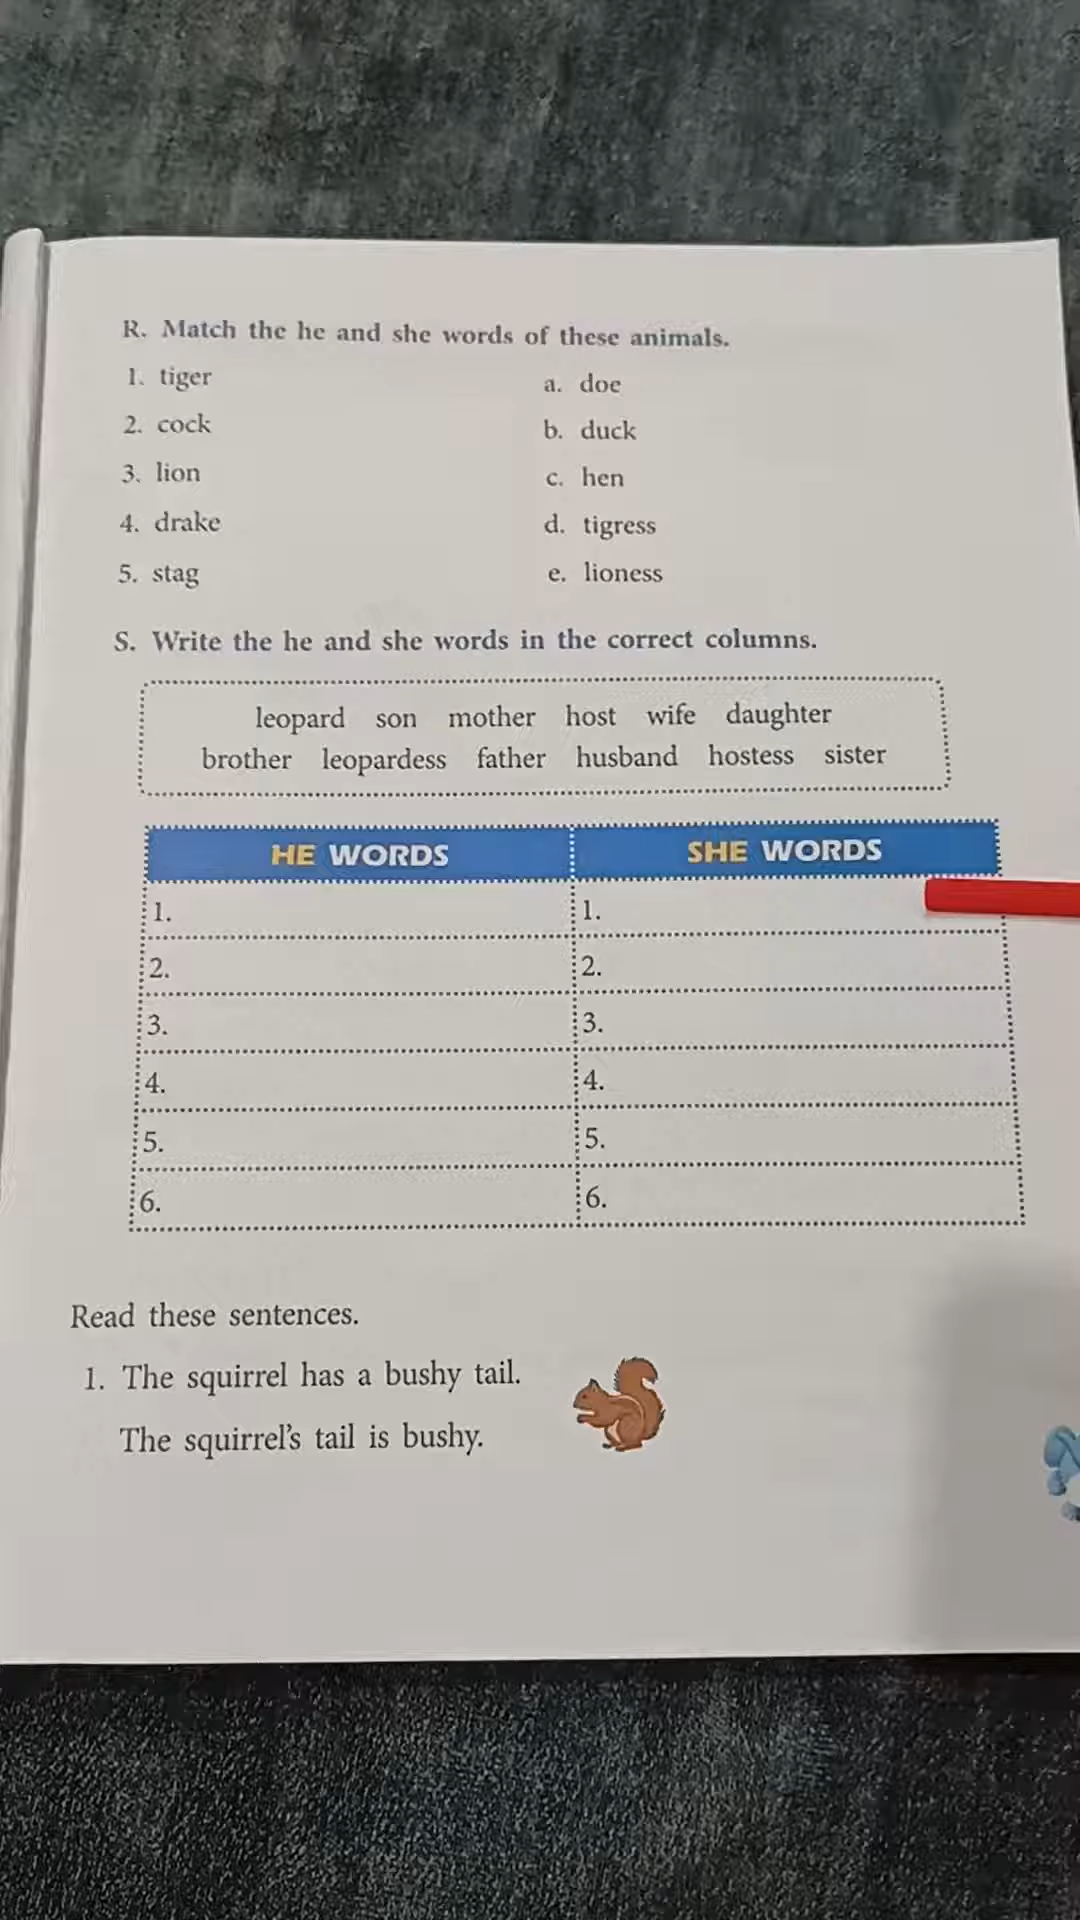 R. Match the he and she words of these animals.
1. tiger a. doe
2. cock b. duck
3. lion c. hen
4. drake d. tigress
5. stag e. lioness
S. Write the he and she words in the correct columns.
leopard son mother host wife daughter
brother leopardess father husband hostess sister
HE WORDS SHE WORDS
1. 1.
2. 2.
3. 3.
4. 4.
5. 5.
6. 6.
Read these sentences.
1. The squirrel has a bushy tail.
The squirrel's tail is bushy.